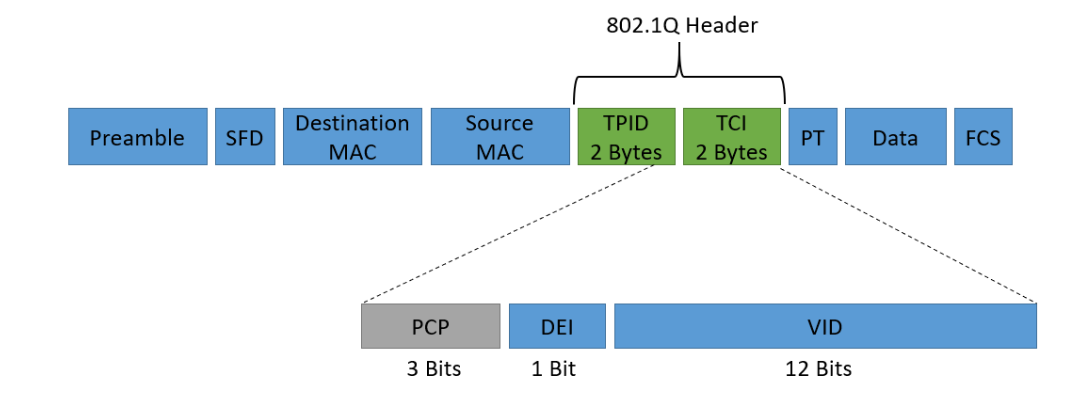 802.1Q Header
Preamble
SFD
Destination
MAC
Source
MAC
TPID
2 Bytes
TCI
2 Bytes
PT
Data
FCS
PCP
DEI
VID
3 Bits
1 Bit
12 Bits